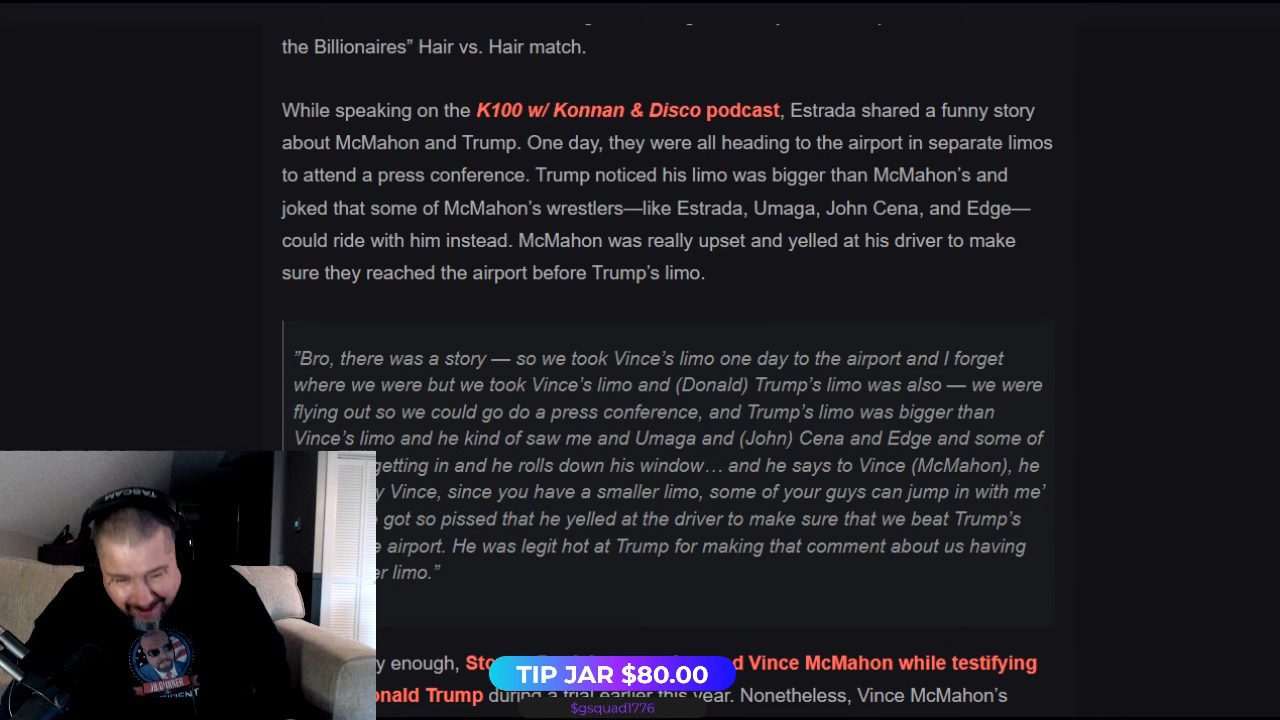 the Billionaires” Hair vs. Hair match.
While speaking on the K100 w/ Konnan & Disco podcast, Estrada shared a funny story
about McMahon and Trump. One day, they were all heading to the airport in separate limos
to attend a press conference. Trump noticed his limo was bigger than McMahon’s and
joked that some of McMahon’s wrestlers—like Estrada, Umaga, John Cena, and Edge—
could ride with him instead. McMahon was really upset and yelled at his driver to make
sure they reached the airport before Trump’s limo.
”Bro, there was a story — so we took Vince’s limo one day to the airport and I forget
where we were but we took Vince’s limo and (Donald) Trump’s limo was also — we were
flying out so we could go do a press conference, and Trump’s limo was bigger than
Vince’s limo and he kind of saw me and Umaga and (John) Cena and Edge and some of
getting in and he rolls down his window… and he says to Vince (McMahon), he
Vince, since you have a smaller limo, some of your guys can jump in with me’
got so pissed that he yelled at the driver to make sure that we beat Trump’s
airport. He was legit hot at Trump for making that comment about us having
limo.”
enough, Vince McMahon while testifying
during a trial earlier this year. Nonetheless, Vince McMahon’s
TIP JAR $80.00
$gsquad1776
TASCAM